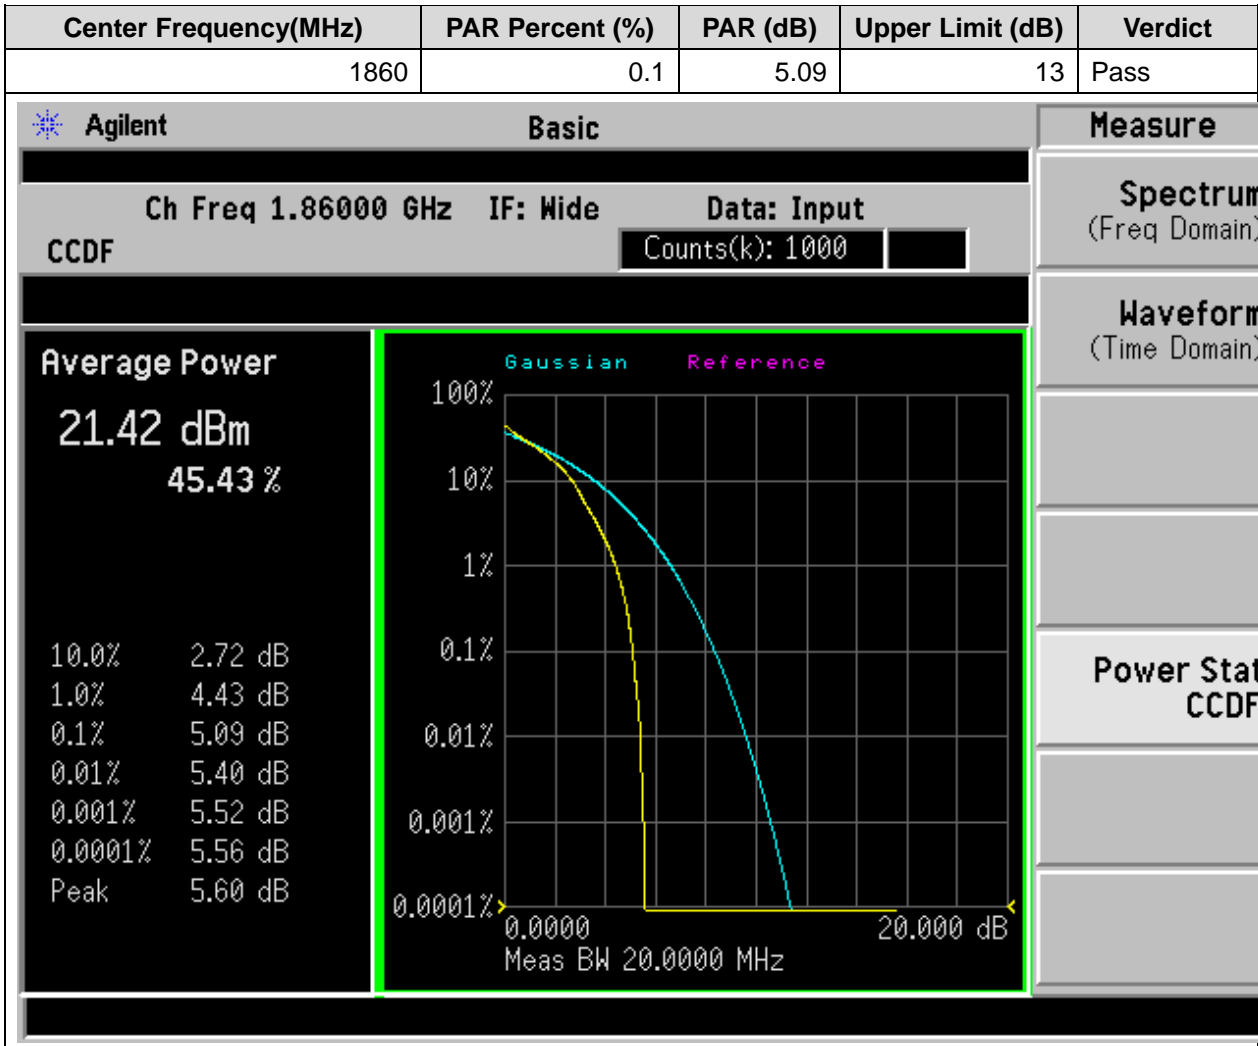 Center Frequency(MHz) PAR Percent (%) PAR (dB) Upper Limit (dB) Verdict
1860 0.1 5.09 13 Pass
Agilent Basic Measure
Ch Freq 1.86000 GHz IF: Wide Data: Input
CCDF Counts(k): 1000
Spectrum
(Freq Domain)
Waveform
(Time Domain)
Power Stat
CCDF
Average Power
21.42 dBm
45.43 %
10.0% 2.72 dB
1.0% 4.43 dB
0.1% 5.09 dB
0.01% 5.40 dB
0.001% 5.52 dB
0.0001% 5.56 dB
Peak 5.60 dB
Gaussian Reference
100%
10%
1%
0.1%
0.01%
0.001%
0.0001%
0.0000 20.000 dB
Meas BW 20.0000 MHz